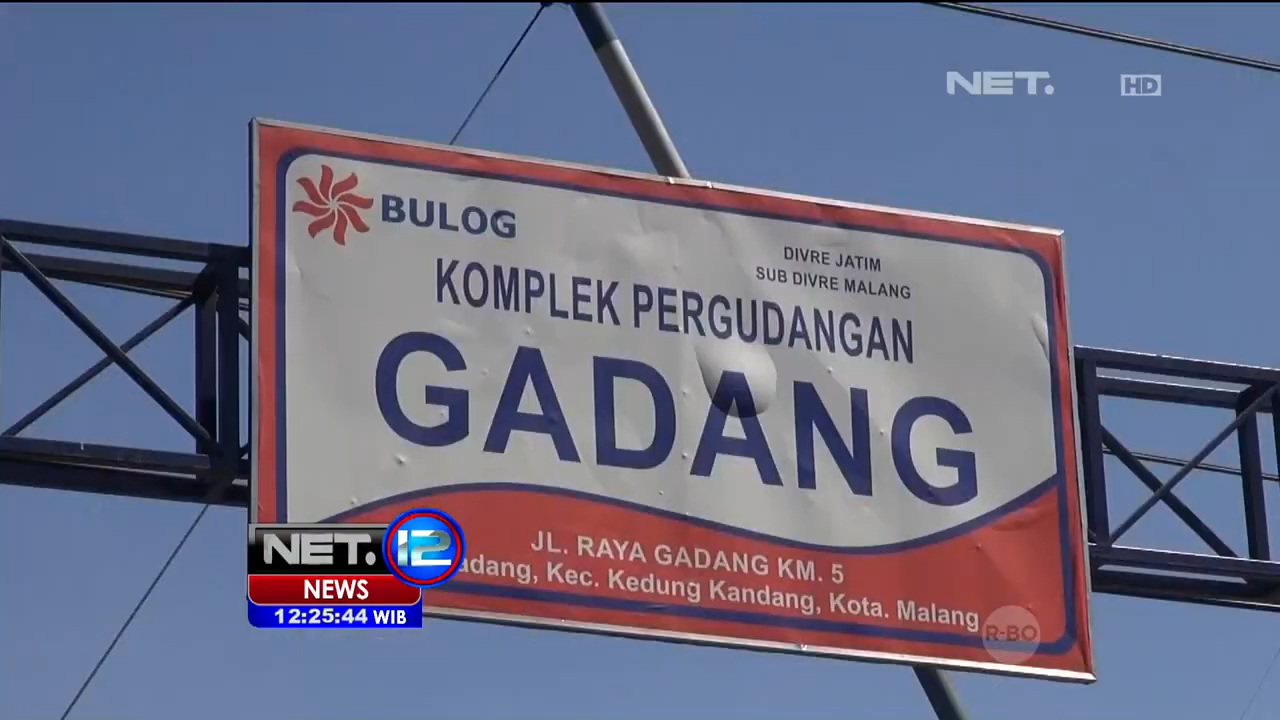 NET. HD
BULOG
DIVRE JATIM
SUB DIVRE MALANG
KOMPLEK PERGUDANGAN
GADANG
JL. RAYA GADANG KM. 5
Kec. Kedung Kandang, Kota. Malang
NET. 12
NEWS
12:25:44 WIB
R-BO